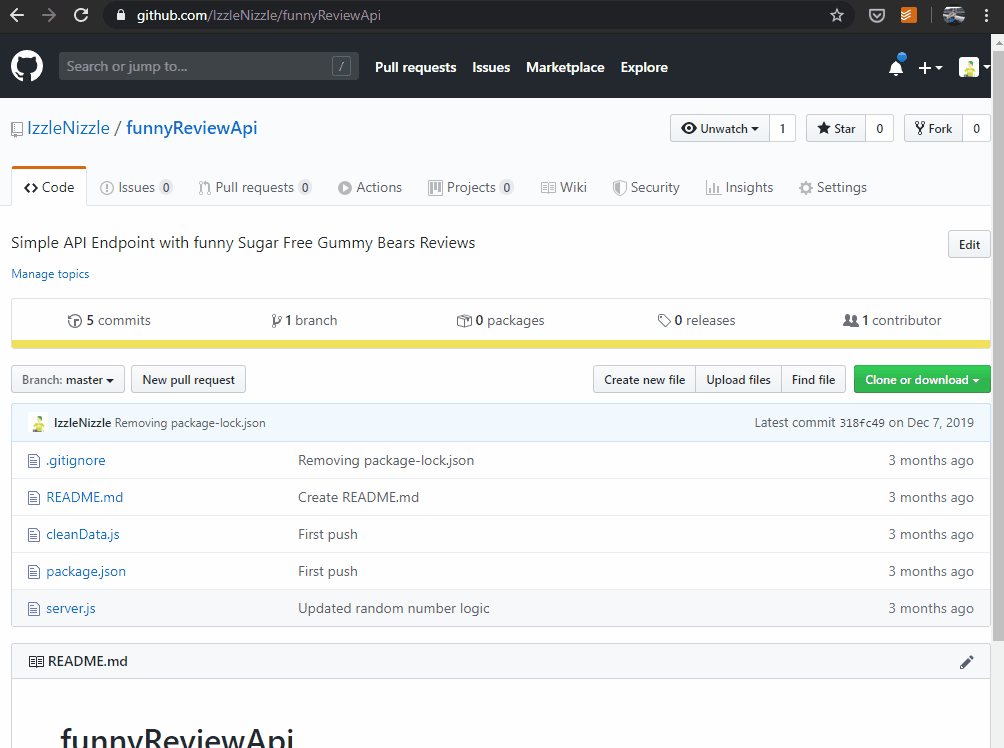 github.com/IzzleNizzle/funnyReviewApi
Search or jump to... / Pull requests Issues Marketplace Explore
IzzleNizzle / funnyReviewApi
Unwatch 1 Star 0 Fork 0
Code Issues 0 Pull requests 0 Actions Projects 0 Wiki Security Insights Settings
Simple API Endpoint with funny Sugar Free Gummy Bears Reviews
Edit
Manage topics
5 commits 1 branch 0 packages 0 releases 1 contributor
Branch: master New pull request Create new file Upload files Find file Clone or download
IzzleNizzle Removing package-lock.json Latest commit 318fc49 on Dec 7, 2019
.gitignore Removing package-lock.json 3 months ago
README.md Create README.md 3 months ago
cleanData.js First push 3 months ago
package.json First push 3 months ago
server.js Updated random number logic 3 months ago
README.md
funnyReviewApi